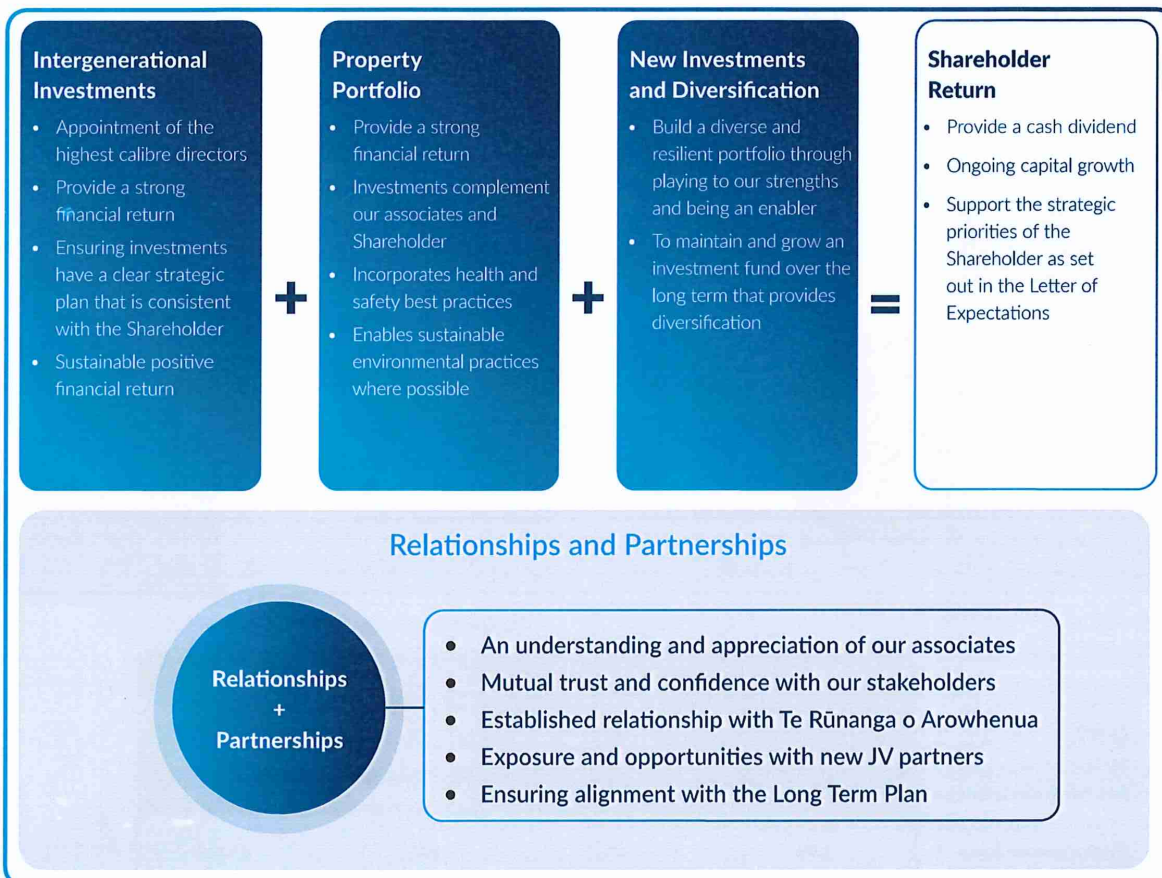 Intergenerational
Investments
• Appointment of the
highest calibre directors
• Provide a strong
financial return
• Ensuring investments
have a clear strategic
plan that is consistent
with the Shareholder
• Sustainable positive
financial return
+
Property
Portfolio
• Provide a strong
financial return
• Investments complement
our associates and
Shareholder
• Incorporates health and
safety best practices
• Enables sustainable
environmental practices
where possible
+
New Investments
and Diversification
• Build a diverse and
resilient portfolio through
playing to our strengths
and being an enabler
• To maintain and grow an
investment fund over the
long term that provides
diversification
=
Shareholder
Return
• Provide a cash dividend
• Ongoing capital growth
• Support the strategic
priorities of the
Shareholder as set
out in the Letter of
Expectations
Relationships and Partnerships
Relationships
+
Partnerships
• An understanding and appreciation of our associates
• Mutual trust and confidence with our stakeholders
• Established relationship with Te Rūnanga o Arowhenua
• Exposure and opportunities with new JV partners
• Ensuring alignment with the Long Term Plan